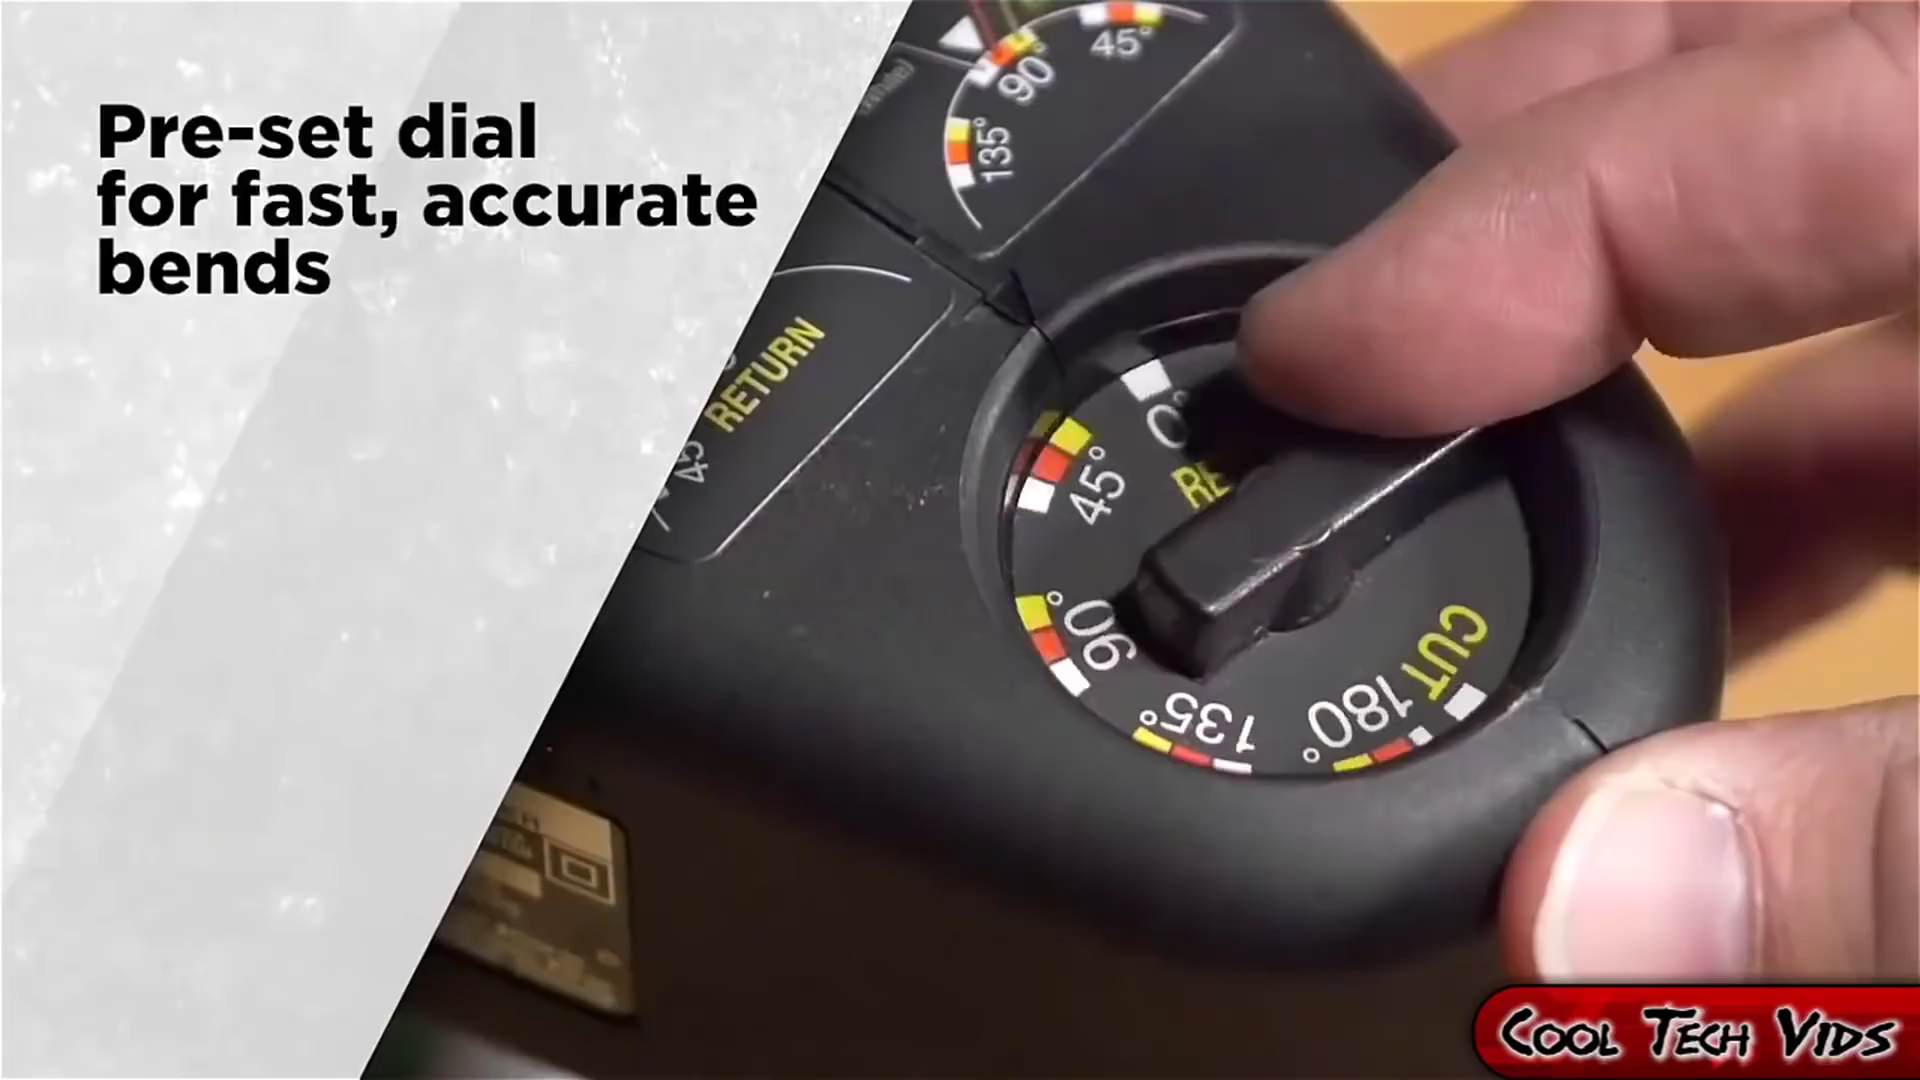 Pre-set dial
for fast, accurate
bends
45°
90°
135°
RETURN
45
0°
RE
45°
90°
135°
180°
CUT
Cool Tech Vids